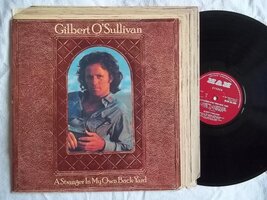 Gilbert O'Sullivan
A Stranger In My Own Back Yard
MAM